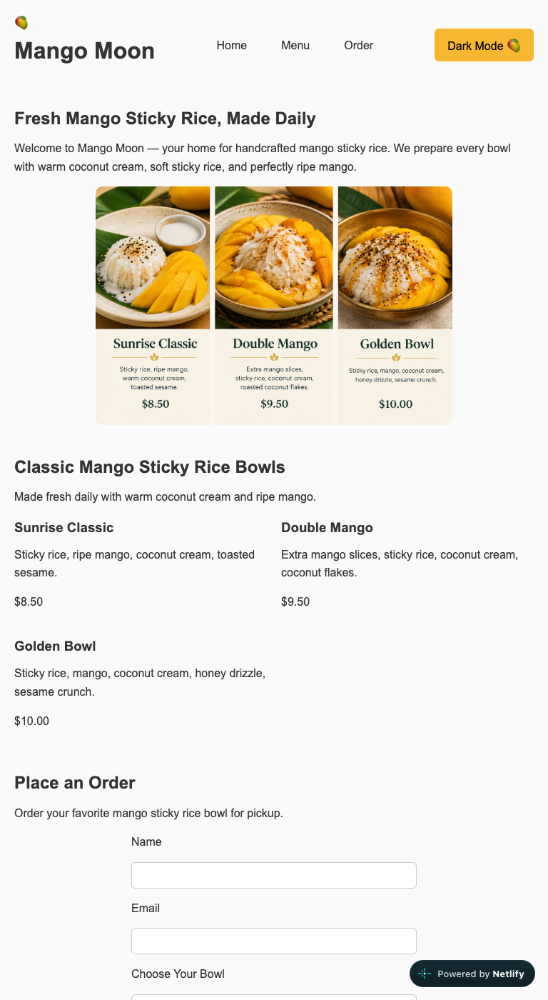 Mango Moon
Home Menu Order
Dark Mode
Fresh Mango Sticky Rice, Made Daily
Welcome to Mango Moon — your home for handcrafted mango sticky rice. We prepare every bowl
with warm coconut cream, soft sticky rice, and perfectly ripe mango.
Sunrise Classic
Sticky rice, ripe mango,
warm coconut cream,
toasted sesame.
$8.50
Double Mango
Extra mango slices,
sticky rice, coconut cream,
roasted coconut flakes.
$9.50
Golden Bowl
Sticky rice, mango, coconut cream,
honey drizzle, sesame crunch.
$10.00
Classic Mango Sticky Rice Bowls
Made fresh daily with warm coconut cream and ripe mango.
Sunrise Classic
Sticky rice, ripe mango, coconut cream, toasted
sesame.
$8.50
Double Mango
Extra mango slices, sticky rice, coconut cream,
coconut flakes.
$9.50
Golden Bowl
Sticky rice, mango, coconut cream, honey drizzle,
sesame crunch.
$10.00
Place an Order
Order your favorite mango sticky rice bowl for pickup.
Name
Email
Choose Your Bowl
Powered by Netlify